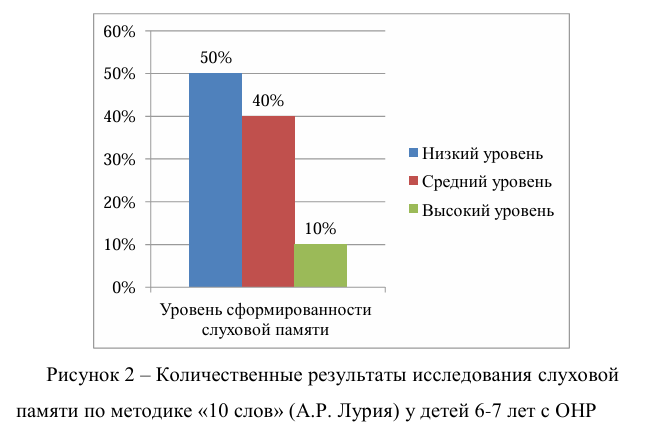 60%
50%
50%
40%
40%
30%
20%
10%
10%
0%
Низкий уровень
Средний уровень
Высокий уровень
Уровень сформированности
слуховой памяти
Рисунок 2 – Количественные результаты исследования слуховой
памяти по методике «10 слов» (А.Р. Лурия) у детей 6-7 лет с ОНР